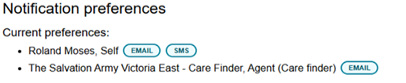 Notification preferences
Current preferences:
• Roland Moses, Self EMAIL SMS
• The Salvation Army Victoria East - Care Finder, Agent (Care finder) EMAIL